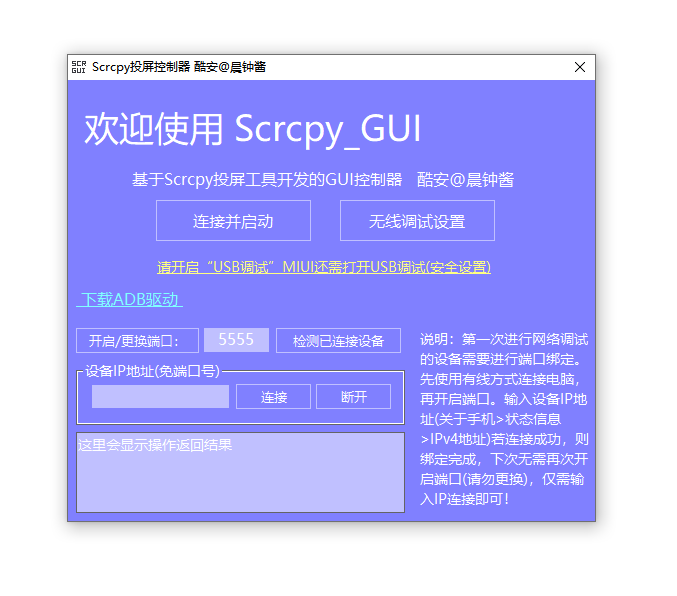 SCR
GUI
Scrcpy投屏控制器 酷安@晨钟酱
欢迎使用 Scrcpy_GUI
基于Scrcpy投屏工具开发的GUI控制器 酷安@晨钟酱
连接并启动
无线调试设置
请开启“USB调试”MIUI还需打开USB调试(安全设置)
下载ADB驱动
开启/更换端口：
5555
检测已连接设备
设备IP地址(免端口号)
连接
断开
这里会显示操作返回结果
说明：第一次进行网络调试
的设备需要进行端口绑定。
先使用有线方式连接电脑，
再开启端口。输入设备IP地
址(关于手机>状态信息
>IPv4地址)若连接成功，则
绑定完成，下次无需再次开
启端口(请勿更换)，仅需输
入IP连接即可！